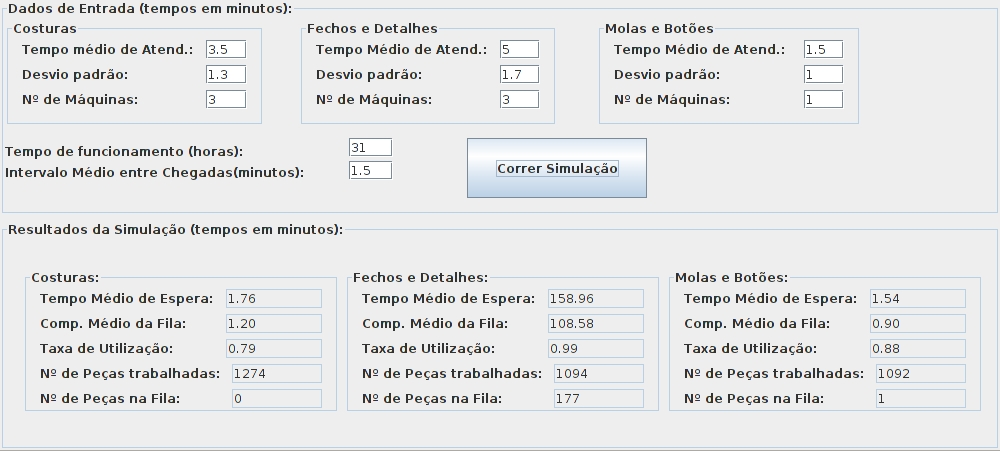 Dados de Entrada (tempos em minutos):
Costuras
Tempo médio de Atend.: 3.5
Desvio padrão: 1.3
Nº de Máquinas: 3
Fechos e Detalhes
Tempo Médio de Atend.: 5
Desvio padrão: 1.7
Nº de Máquinas: 3
Molas e Botões
Tempo Médio de Atend.: 1.5
Desvio padrão: 1
Nº de Máquinas: 1
Tempo de funcionamento (horas): 31
Intervalo Médio entre Chegadas(minutos): 1.5
Correr Simulação
Resultados da Simulação (tempos em minutos):
Costuras:
Tempo Médio de Espera: 1.76
Comp. Médio da Fila: 1.20
Taxa de Utilização: 0.79
Nº de Peças trabalhadas: 1274
Nº de Peças na Fila: 0
Fechos e Detalhes:
Tempo Médio de Espera: 158.96
Comp. Médio da Fila: 108.58
Taxa de Utilização: 0.99
Nº de Peças trabalhadas: 1094
Nº de Peças na Fila: 177
Molas e Botões:
Tempo Médio de Espera: 1.54
Comp. Médio da Fila: 0.90
Taxa de Utilização: 0.88
Nº de Peças trabalhadas: 1092
Nº de Peças na Fila: 1